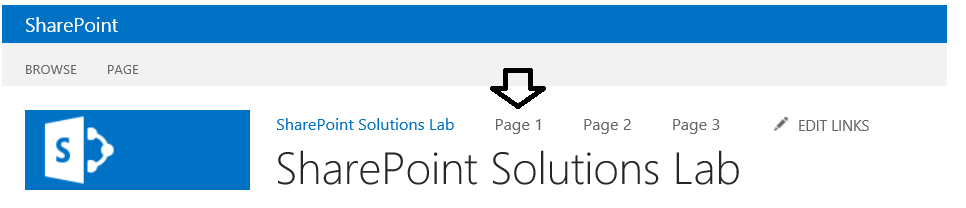 SharePoint
BROWSE PAGE
SharePoint Solutions Lab Page 1 Page 2 Page 3 EDIT LINKS
S
SharePoint Solutions Lab